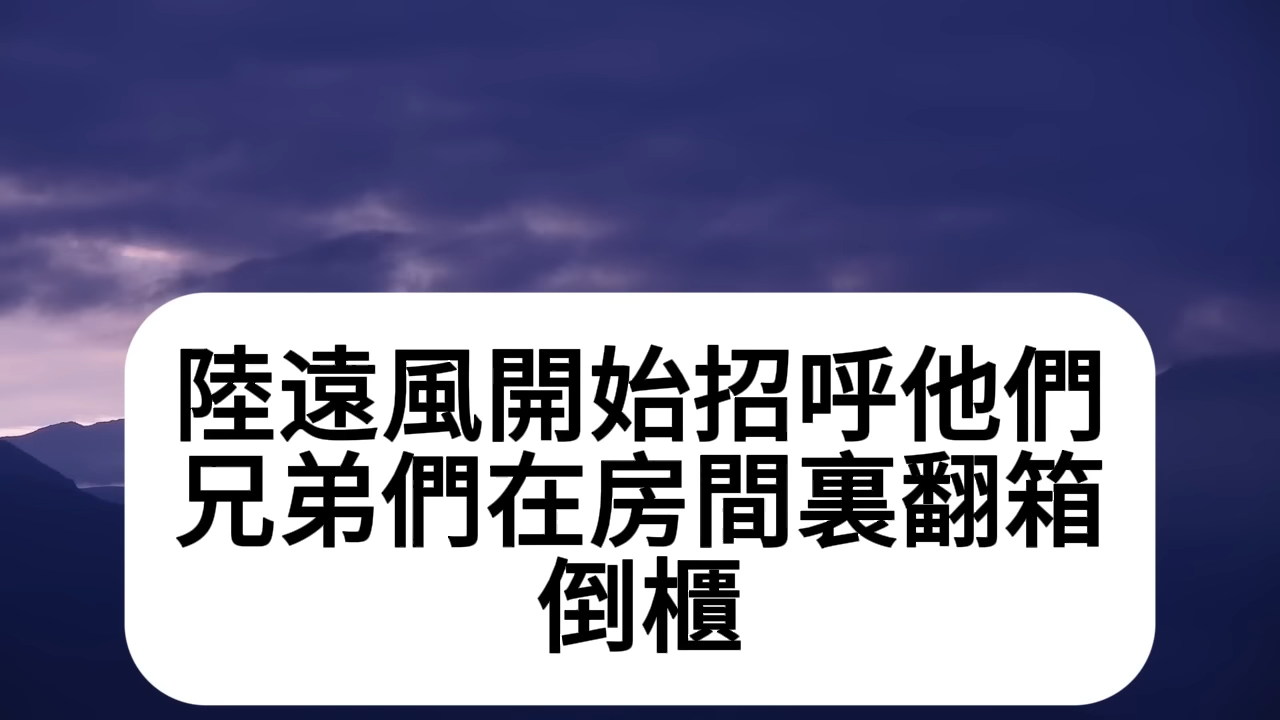 陸遠風開始招呼他們
兄弟們在房間裏翻箱
倒櫃